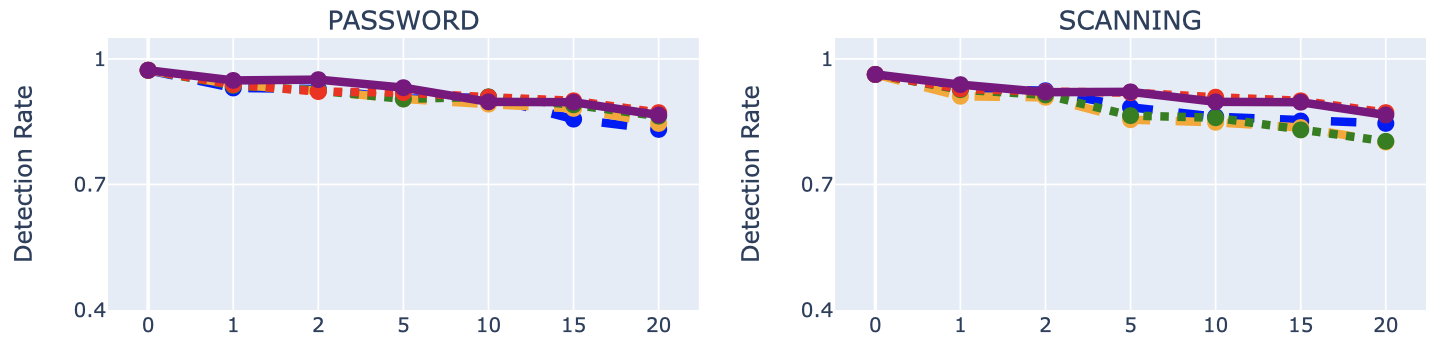 PASSWORD
Detection Rate
1
0.7
0.4
0 1 2 5 10 15 20
SCANNING
Detection Rate
1
0.7
0.4
0 1 2 5 10 15 20